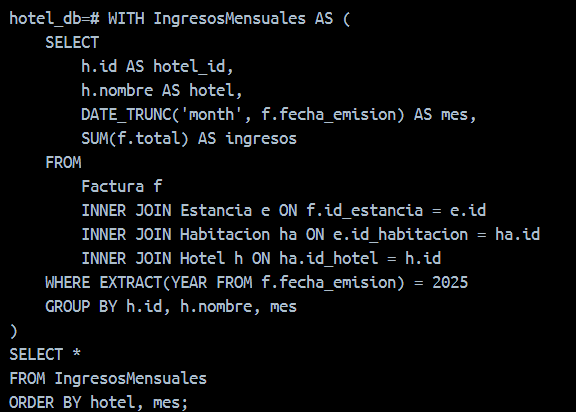 hotel_db=# WITH IngresosMensuales AS (
    SELECT
        h.id AS hotel_id,
        h.nombre AS hotel,
        DATE_TRUNC('month', f.fecha_emision) AS mes,
        SUM(f.total) AS ingresos
    FROM
        Factura f
        INNER JOIN Estancia e ON f.id_estancia = e.id
        INNER JOIN Habitacion ha ON e.id_habitacion = ha.id
        INNER JOIN Hotel h ON ha.id_hotel = h.id
    WHERE EXTRACT(YEAR FROM f.fecha_emision) = 2025
    GROUP BY h.id, h.nombre, mes
)
SELECT *
FROM IngresosMensuales
ORDER BY hotel, mes;